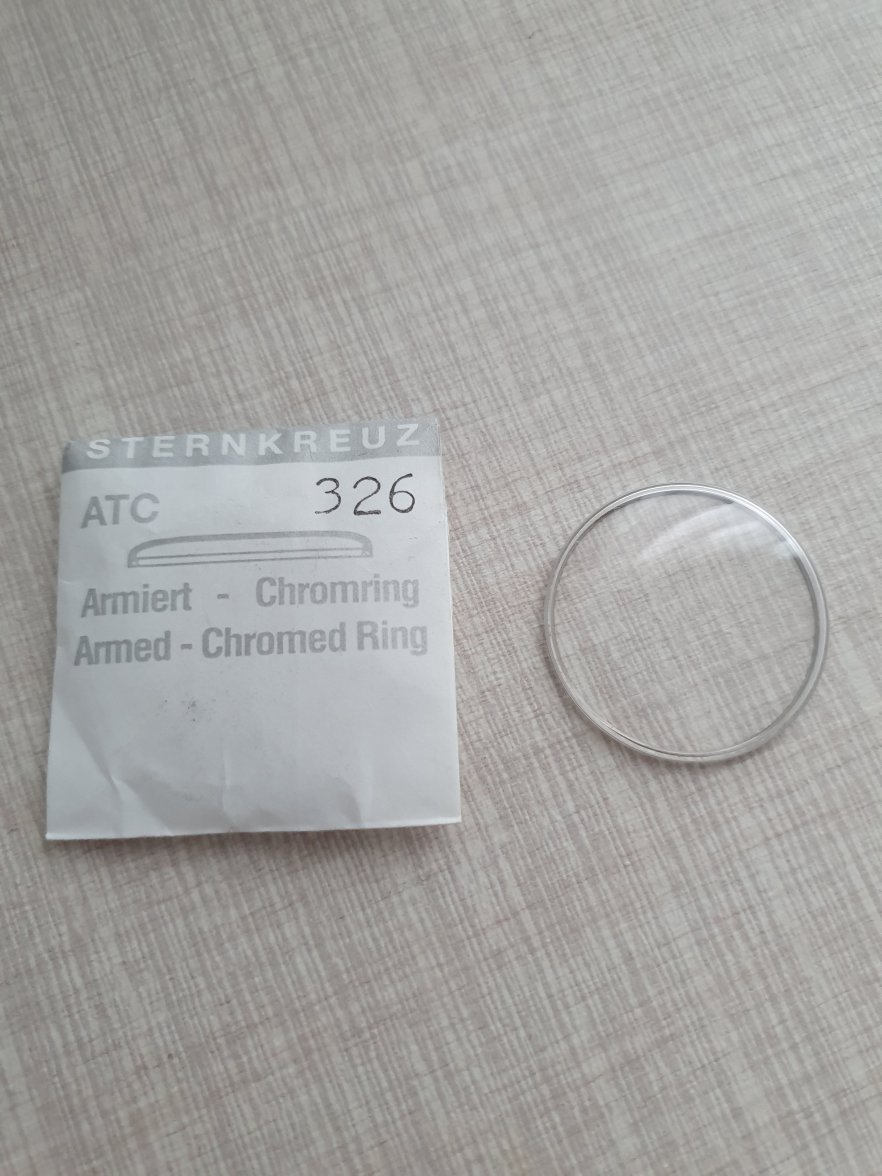 STERNKREUZ
ATC 326
Armiert - Chromring
Armed - Chromed Ring